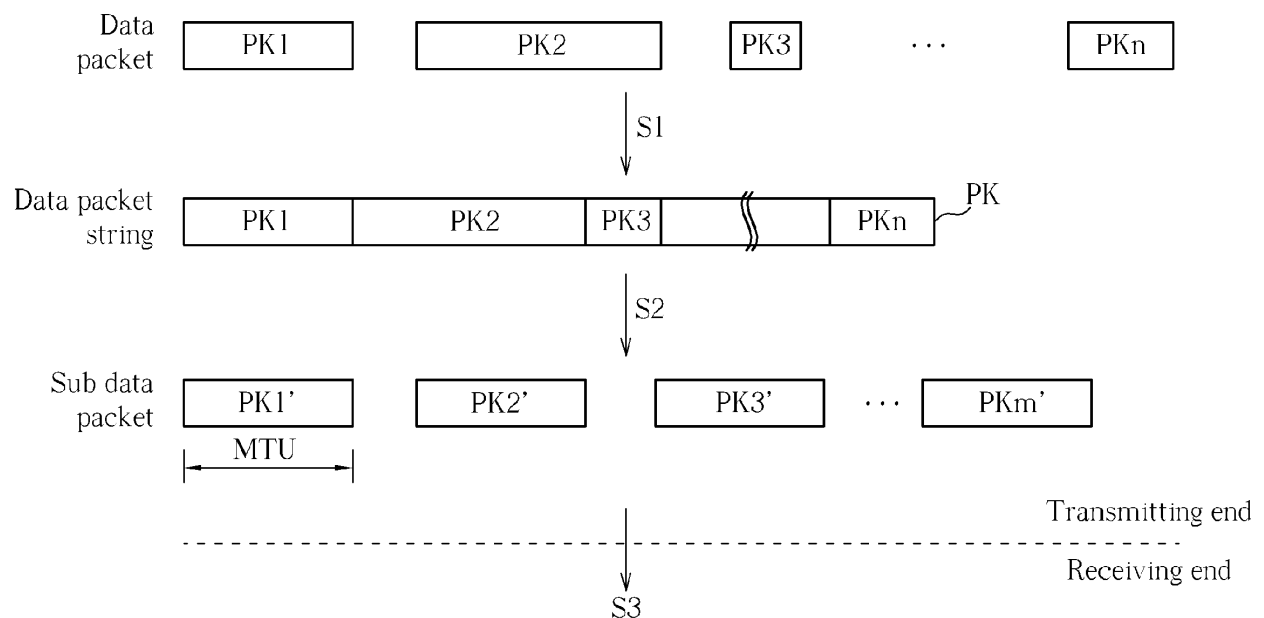 Data
packet
PK1
PK2
PK3
...
PKn
S1
Data packet
string
PK1
PK2
PK3
PKn
PK
S2
Sub data
packet
PK1'
PK2'
PK3'
...
PKm'
MTU
Transmitting end
Receiving end
S3